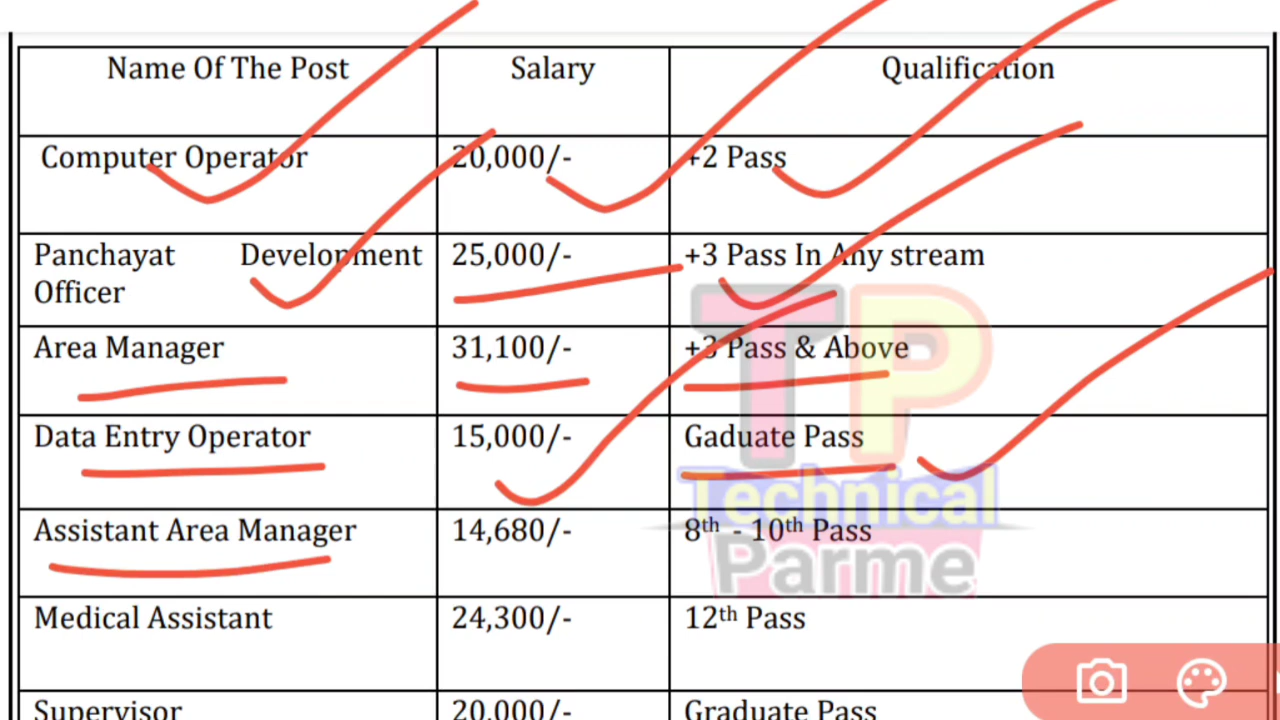 Name Of The Post Salary Qualification
Computer Operator 20,000/- +2 Pass
Panchayat Development 25,000/- +3 Pass In Any stream
Officer
Area Manager 31,100/- +3 Pass & Above
Data Entry Operator 15,000/- Gaduate Pass
Assistant Area Manager 14,680/- 8th - 10th Pass
Medical Assistant 24,300/- 12th Pass
Supervisor 20,000/- Graduate Pass
TP
Technical
Parme